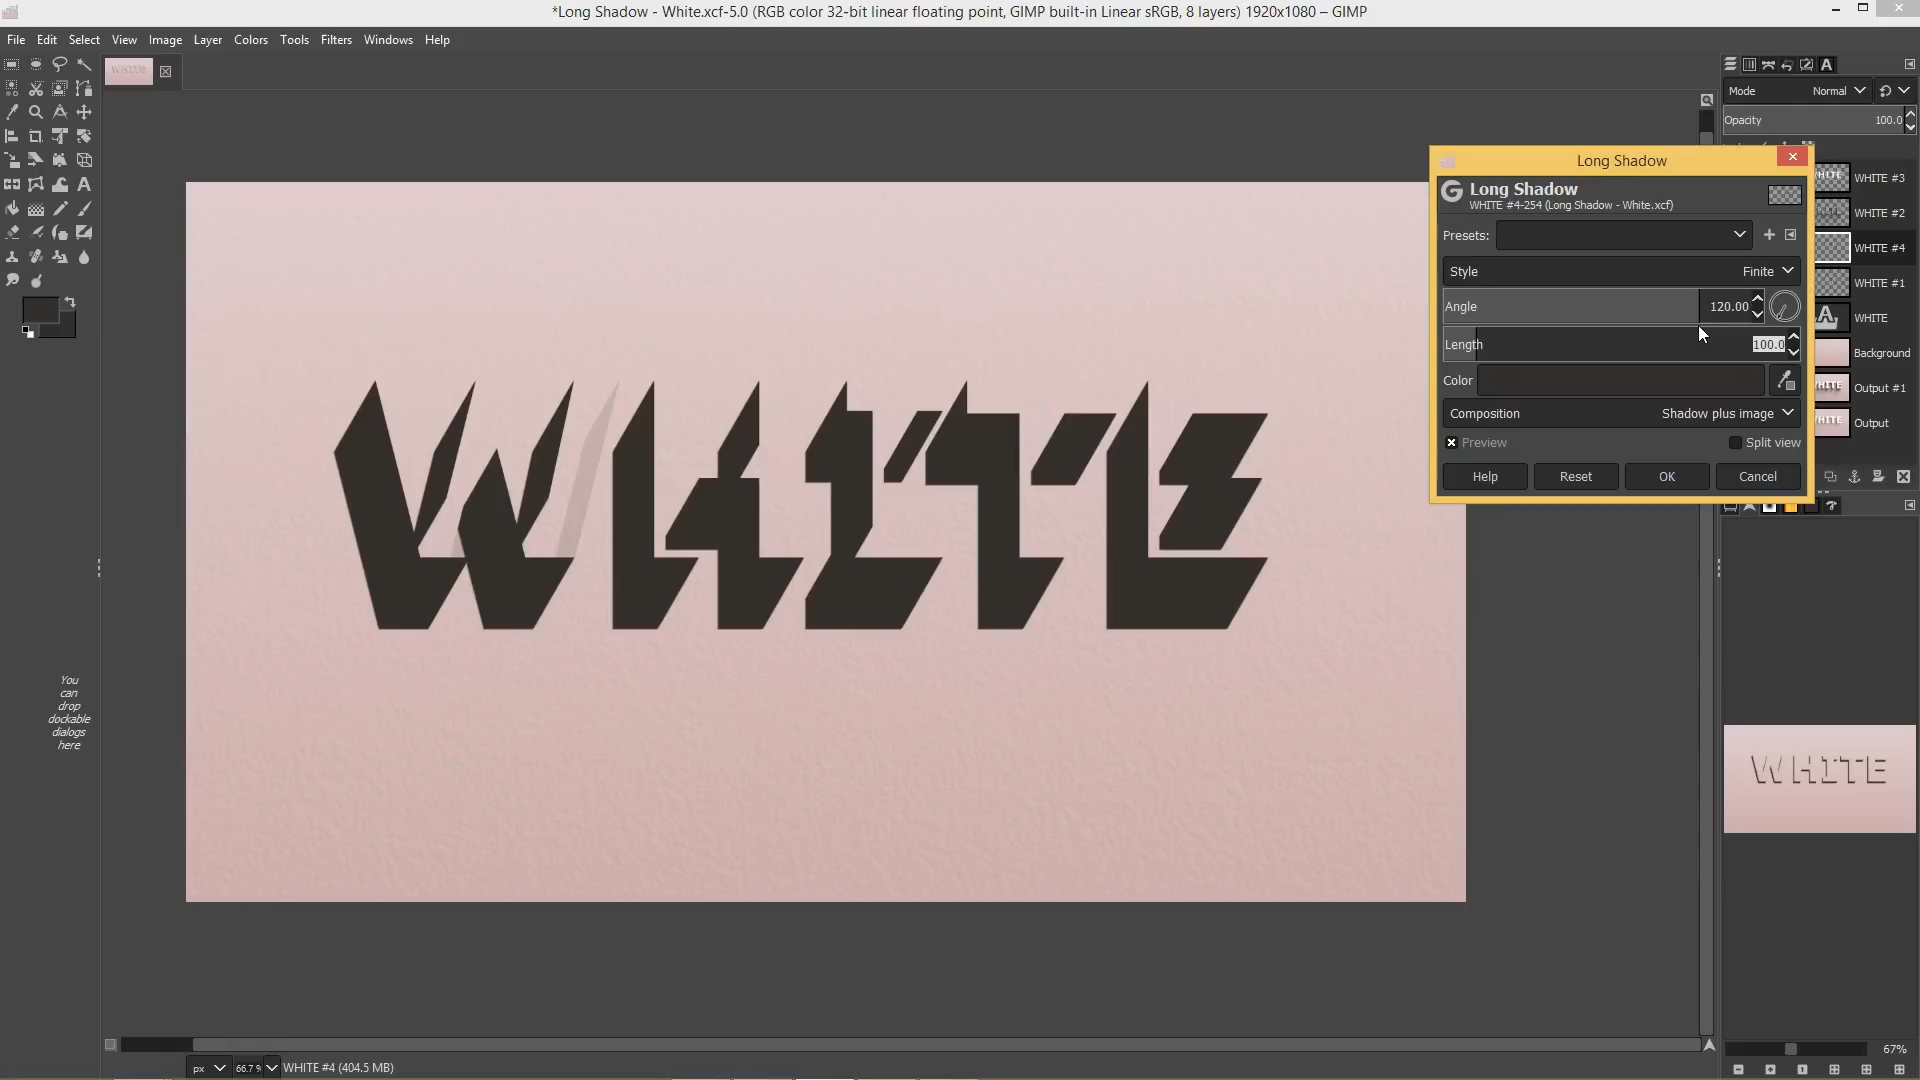 *Long Shadow - White.xcf-5.0 (RGB color 32-bit linear floating point, GIMP built-in Linear sRGB, 8 layers) 1920x1080 – GIMP
File Edit Select View Image Layer Colors Tools Filters Windows Help
Mode Normal
Opacity 100.0
Long Shadow
Long Shadow
WHITE #4-254 (Long Shadow - White.xcf)
Presets:
Style Finite
Angle 120.00
Length 100.0
Color
Composition Shadow plus image
Preview Split view
Help Reset OK Cancel
WHITE #3
WHITE #2
WHITE #4
WHITE #1
WHITE
Background
Output #1
Output
WHITE
You
can
drop
dockable
dialogs
here
WHITE
67%
px 66.7 % WHITE #4 (404.5 MB)